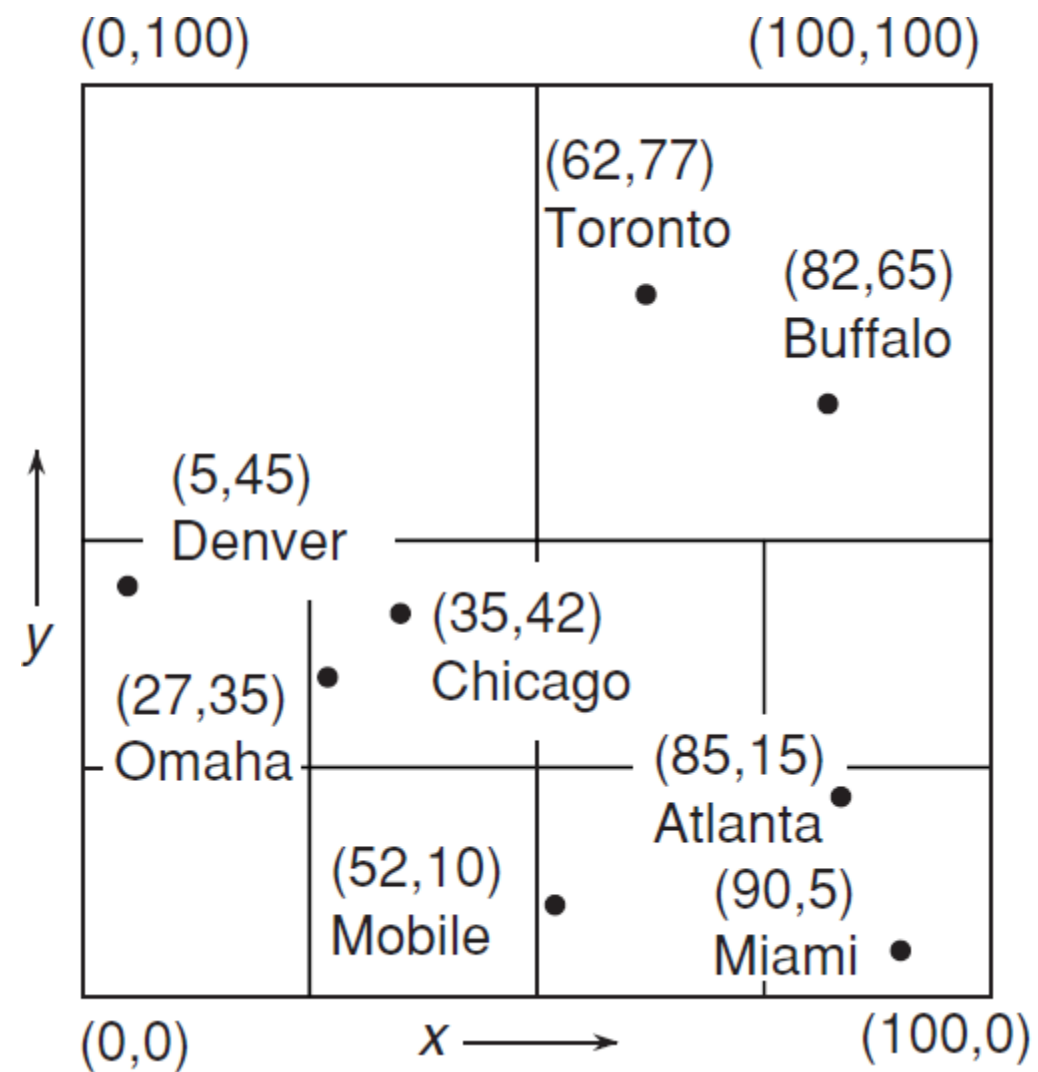 (0,100)
(100,100)
(62,77)
Toronto
(82,65)
Buffalo
(5,45)
Denver
y
(35,42)
Chicago
(27,35)
Omaha
(85,15)
Atlanta
(52,10)
Mobile
(90,5)
Miami
(0,0)
x
(100,0)